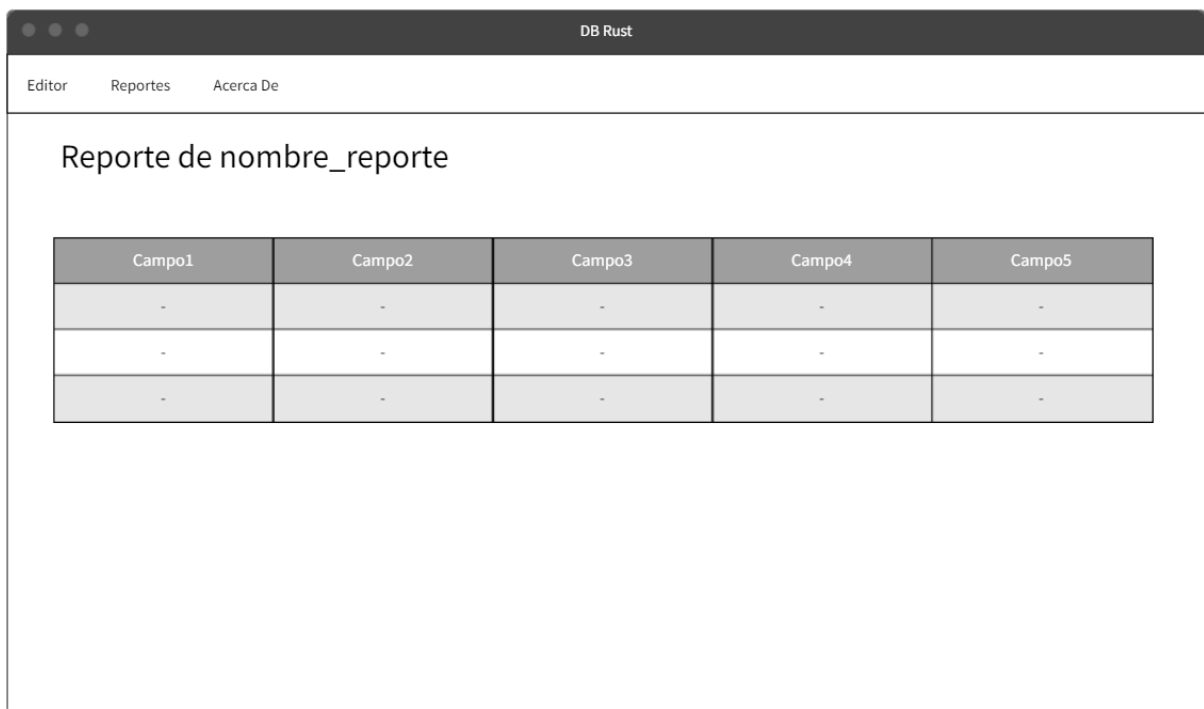 DB Rust
Editor Reportes Acerca De
Reporte de nombre_reporte
Campo1 Campo2 Campo3 Campo4 Campo5
- - - - -
- - - - -
- - - - -